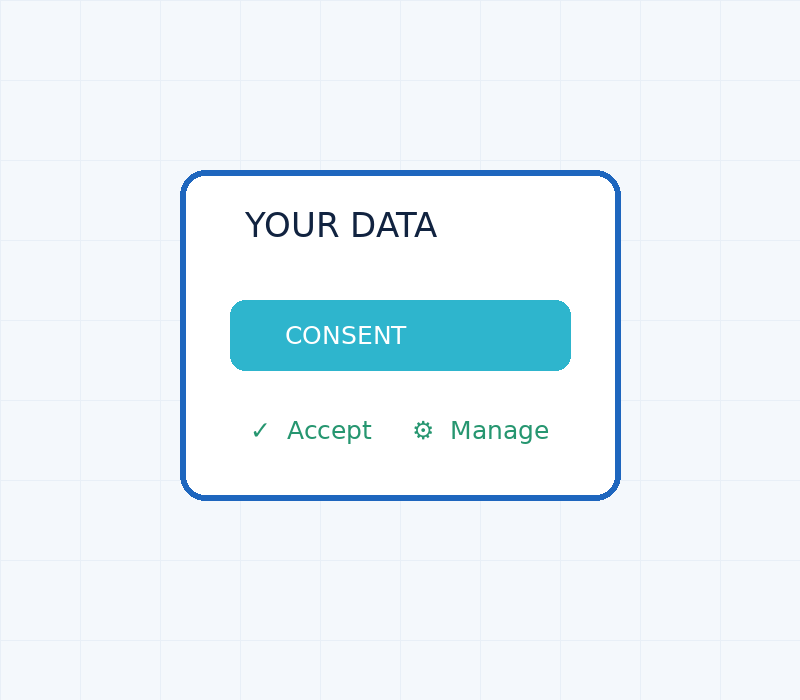 YOUR DATA
CONSENT
✓ Accept ⚙ Manage